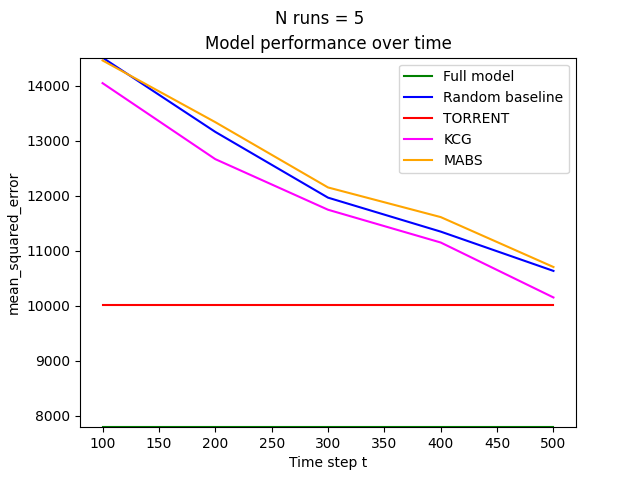 N runs = 5
Model performance over time
Full model
Random baseline
TORRENT
KCG
MABS
mean_squared_error
14000
13000
12000
11000
10000
9000
8000
100 150 200 250 300 350 400 450 500
Time step t